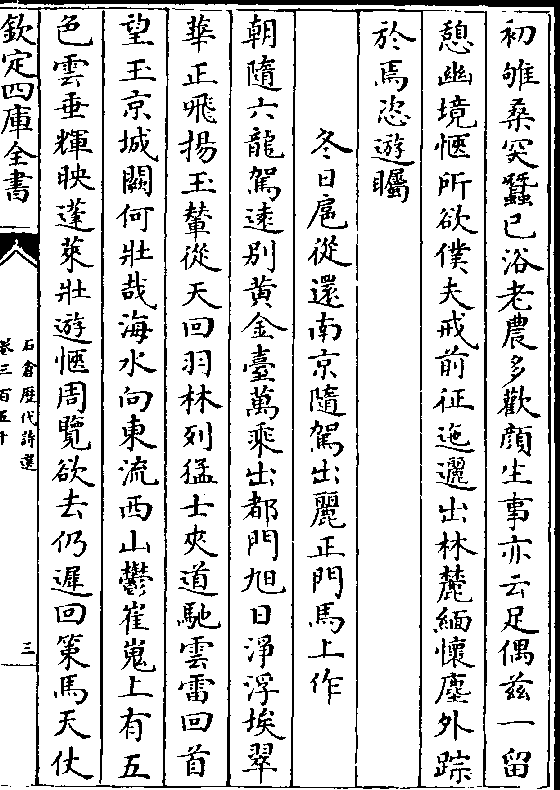 初雊桑突蠶已浴老農多歡顔生事亦云足偶兹一留
憩幽境愜所欲僕夫戒前征迤邐出林麓緬懷塵外踪
於焉恣遊矚
冬日扈從還南京隨駕出麗正門馬上作
朝隨六龍駕遠别黄金臺萬乘出都門旭日淨浮埃翠
華正飛揚玉輦從天回羽林列猛士夾道馳雲雷回首
望玉京城闕何壯哉海水向東流西山鬱崔嵬上有五
色雲垂輝映蓬萊壯遊愜周覽欲去仍遲回策馬天仗
欽定四庫全書
石倉歷代詩選
卷三百五十
三